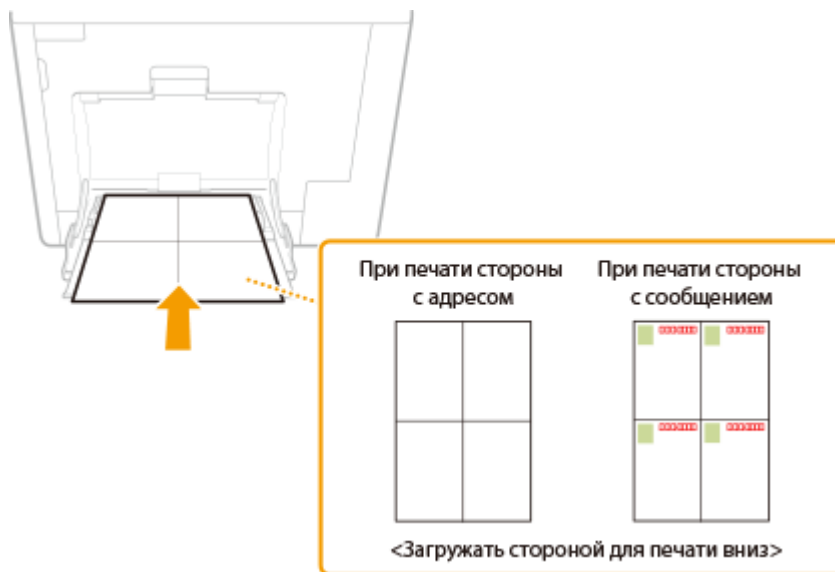 При печати стороны
с адресом
При печати стороны
с сообщением
<Загружать стороной для печати вниз>